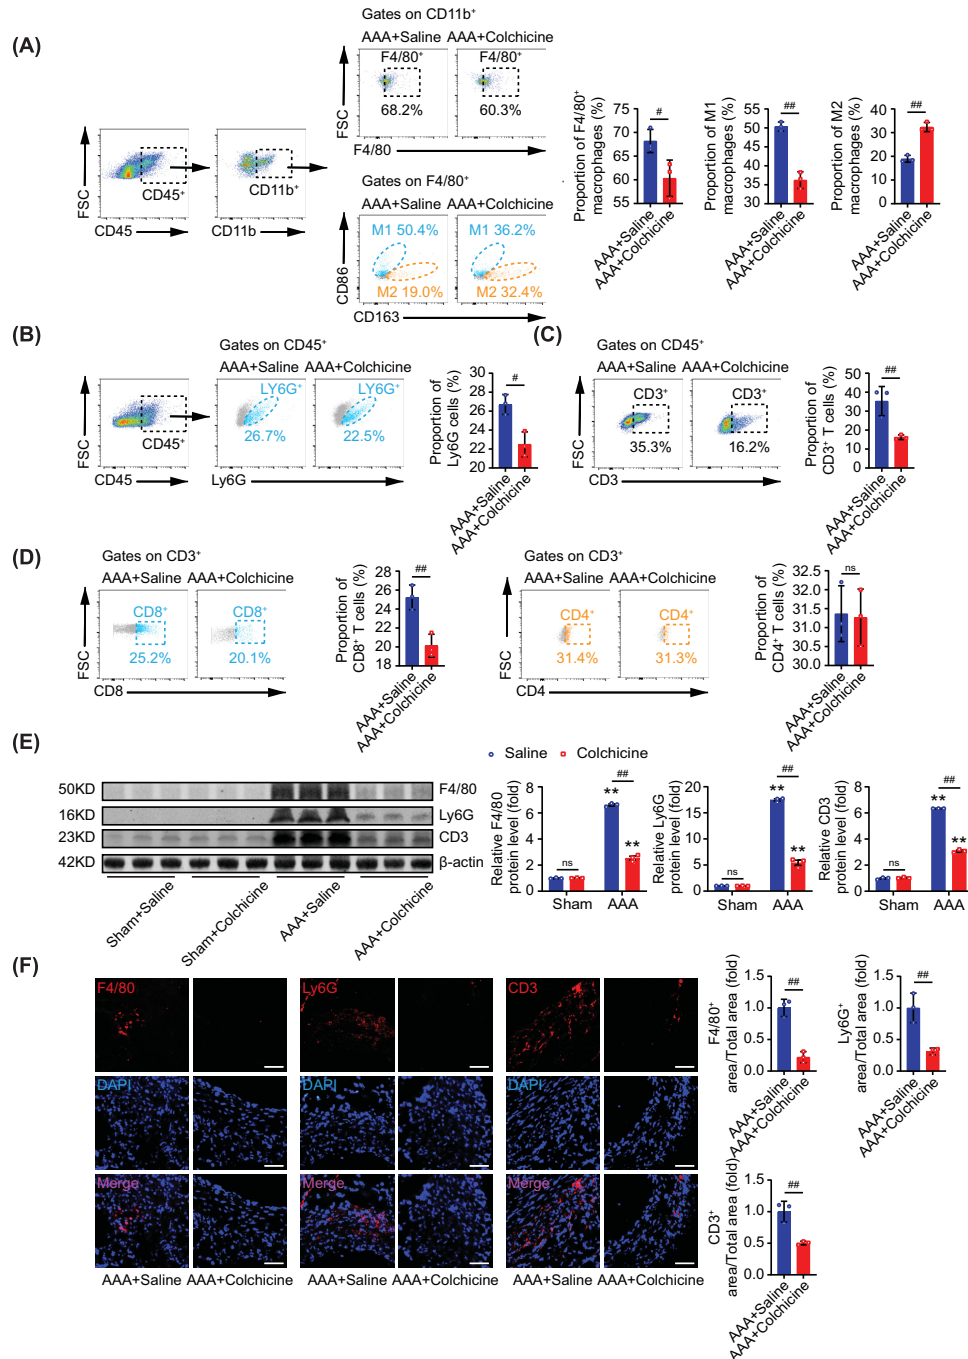 (A)
Gates on CD11b⁺
AAA+Saline AAA+Colchicine
F4/80⁺ F4/80⁺
68.2% 60.3%
FSC
F4/80
FSC
CD45⁺
CD45
CD11b⁺
CD11b
Gates on F4/80⁺
AAA+Saline AAA+Colchicine
M1 50.4% M1 36.2%
M2 19.0% M2 32.4%
CD86
CD163
Proportion of F4/80⁺
macrophages (%)
75
70
65
60
55
#
AAA+Saline
AAA+Colchicine
Proportion of M1
macrophages (%)
55
50
45
40
35
30
##
AAA+Saline
AAA+Colchicine
Proportion of M2
macrophages (%)
40
30
20
10
0
##
AAA+Saline
AAA+Colchicine
(B)
Gates on CD45⁺
AAA+Saline AAA+Colchicine
FSC
CD45⁺
CD45
LY6G⁺ LY6G⁺
26.7% 22.5%
Ly6G
Proportion of
Ly6G cells (%)
30
28
26
24
22
20
#
AAA+Saline
AAA+Colchicine
(C)
Gates on CD45⁺
AAA+Saline AAA+Colchicine
CD3⁺ CD3⁺
35.3% 16.2%
FSC
CD3
Proportion of
CD3⁺ T cells (%)
50
40
30
20
10
0
##
AAA+Saline
AAA+Colchicine
(D)
Gates on CD3⁺
AAA+Saline AAA+Colchicine
CD8⁺ CD8⁺
25.2% 20.1%
FSC
CD8
Proportion of
CD8⁺ T cells (%)
28
26
24
22
20
18
##
AAA+Saline
AAA+Colchicine
Gates on CD3⁺
AAA+Saline AAA+Colchicine
CD4⁺ CD4⁺
31.4% 31.3%
FSC
CD4
Proportion of
CD4⁺ T cells (%)
32.5
32.0
31.5
31.0
30.5
30.0
ns
AAA+Saline
AAA+Colchicine
(E)
50KD F4/80
16KD Ly6G
23KD CD3
42KD β-actin
Sham+Saline
Sham+Colchicine
AAA+Saline
AAA+Colchicine
Saline Colchicine
Relative F4/80
protein level (fold)
8
6
4
2
0
ns
**
##
**
Sham AAA
Relative Ly6G
protein level (fold)
20
15
10
5
0
ns
**
##
**
Sham AAA
Relative CD3
protein level (fold)
8
6
4
2
0
ns
**
##
**
Sham AAA
(F)
F4/80 Ly6G CD3
DAPI DAPI DAPI
Merge Merge Merge
AAA+Saline AAA+Colchicine AAA+Saline AAA+Colchicine AAA+Saline AAA+Colchicine
F4/80⁺
area/Total area (fold)
1.5
1.0
0.5
0.0
##
AAA+Saline
AAA+Colchicine
Ly6G⁺
area/Total area (fold)
1.5
1.0
0.5
0.0
##
AAA+Saline
AAA+Colchicine
CD3⁺
area/Total area (fold)
1.5
1.0
0.5
0.0
##
AAA+Saline
AAA+Colchicine